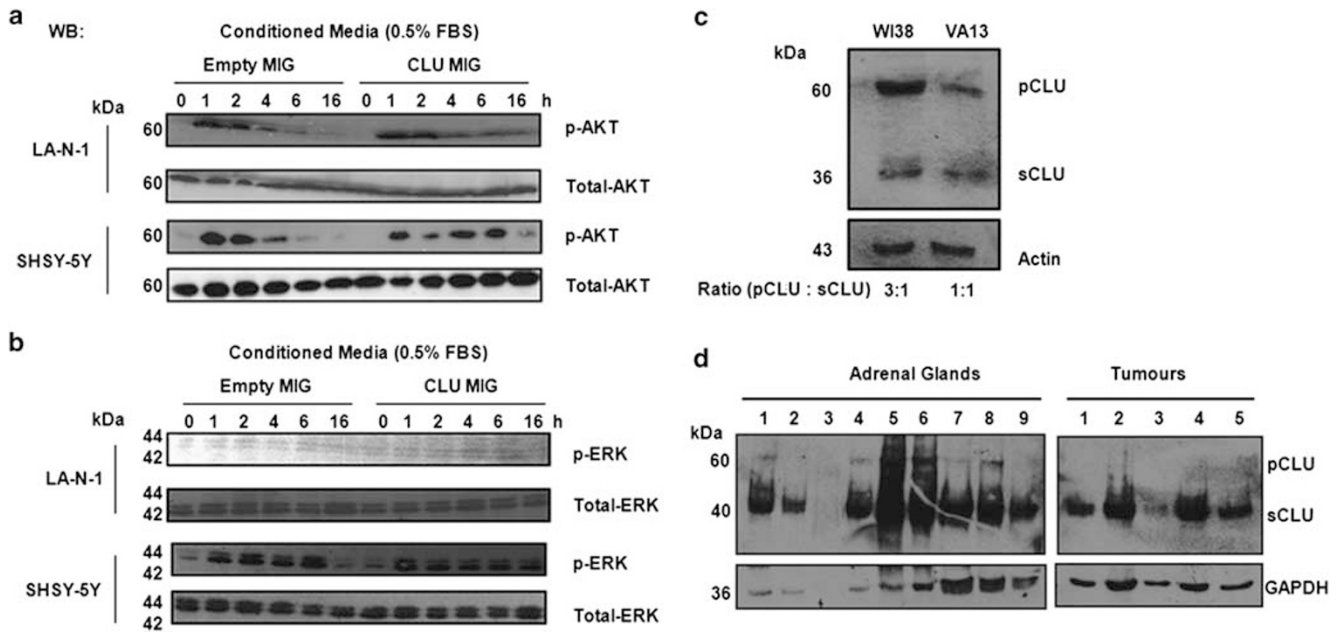 a
WB: Conditioned Media (0.5% FBS)
Empty MIG CLU MIG
kDa 0 1 2 4 6 16 0 1 2 4 6 16 h
LA-N-1
60 p-AKT
60 Total-AKT
SHSY-5Y
60 p-AKT
60 Total-AKT
b
Conditioned Media (0.5% FBS)
Empty MIG CLU MIG
kDa 0 1 2 4 6 16 0 1 2 4 6 16 h
LA-N-1
44
42 p-ERK
44
42 Total-ERK
SHSY-5Y
44
42 p-ERK
44
42 Total-ERK
c
WI38 VA13
kDa
60 pCLU
36 sCLU
43 Actin
Ratio (pCLU : sCLU) 3:1 1:1
d
Adrenal Glands Tumours
1 2 3 4 5 6 7 8 9 1 2 3 4 5
kDa
60 pCLU
40 sCLU
36 GAPDH